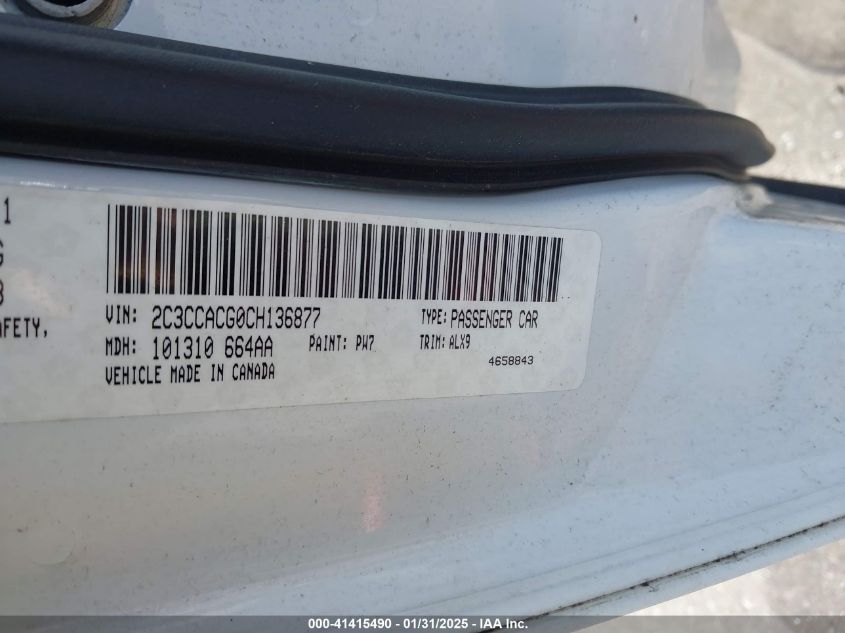 1
G
8
AFETY,
VIN: 2C3CCACG0CH136877 TYPE: PASSENGER CAR
MDH: 101310 664AA PAINT: PW7 TRIM: ALX9
VEHICLE MADE IN CANADA 4658843
000-41415490 - 01/31/2025 - IAA Inc.